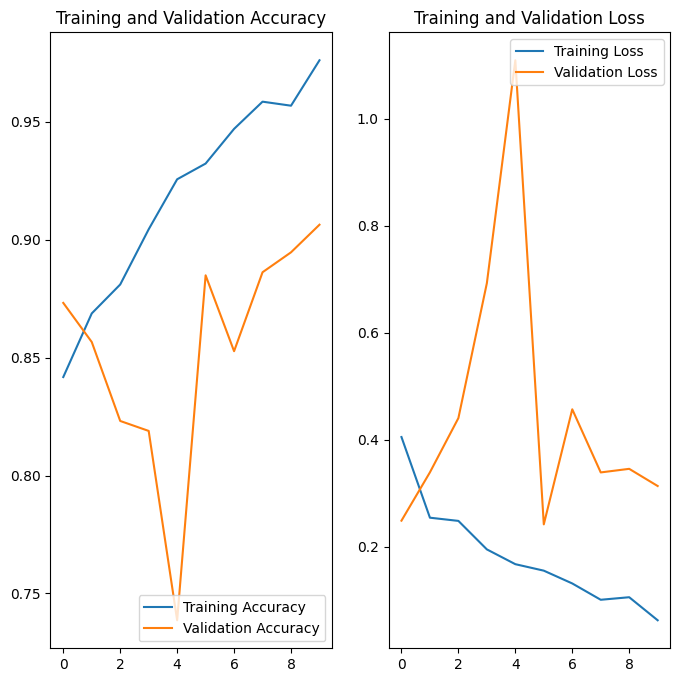 Training and Validation Accuracy
0.95
0.90
0.85
0.80
0.75
Training Accuracy
Validation Accuracy
0 2 4 6 8
Training and Validation Loss
Training Loss
Validation Loss
1.0
0.8
0.6
0.4
0.2
0 2 4 6 8